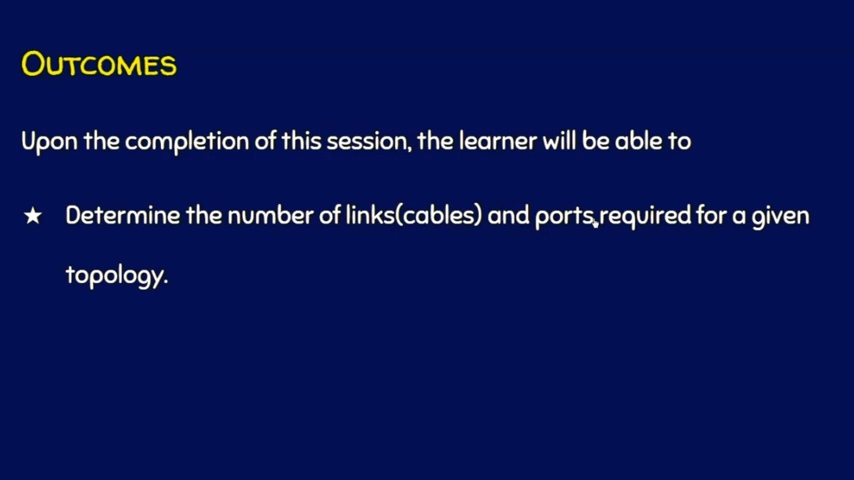 OUTCOMES
Upon the completion of this session, the learner will be able to
★ Determine the number of links(cables) and ports required for a given
topology.